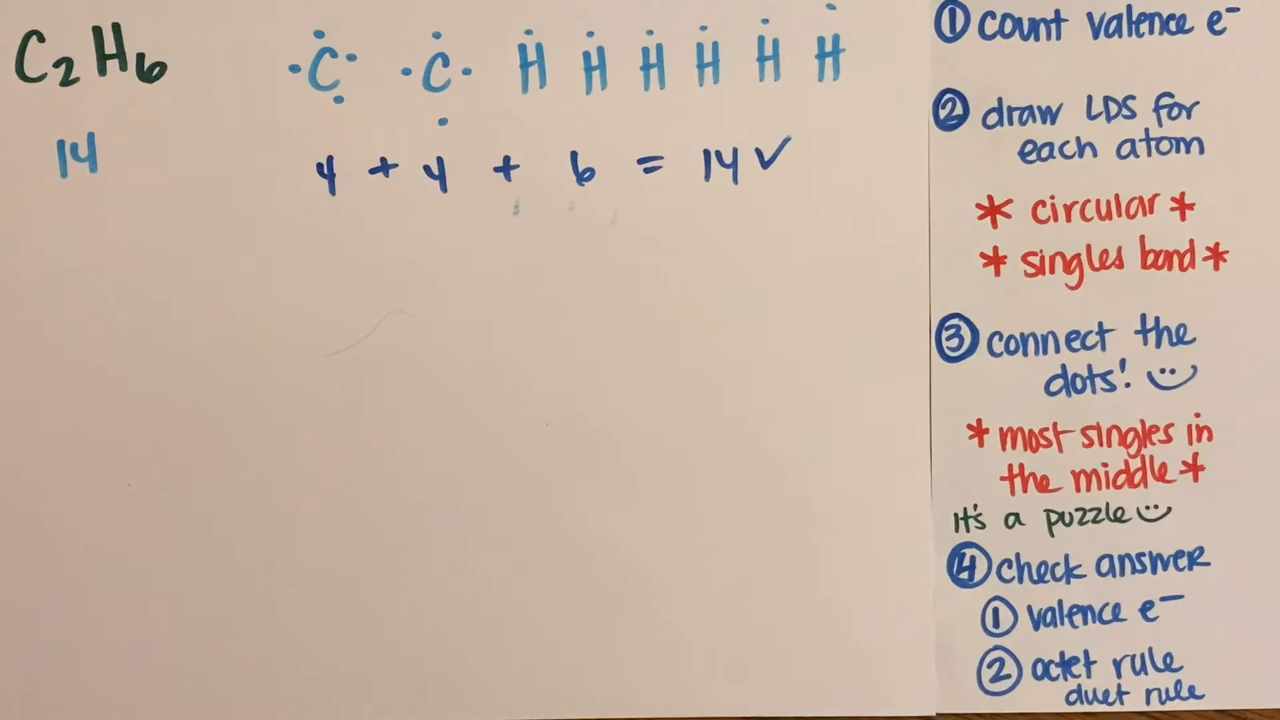 C₂H₆
C C H H H H H H
14
4 + 4 + 6 = 14 ✓
① count valence e⁻
② draw LDS for
each atom
* circular *
* singles bond *
③ connect the
dots!
* most singles in
the middle *
it's a puzzle
④ check answer
① valence e⁻
② octet rule
duet rule